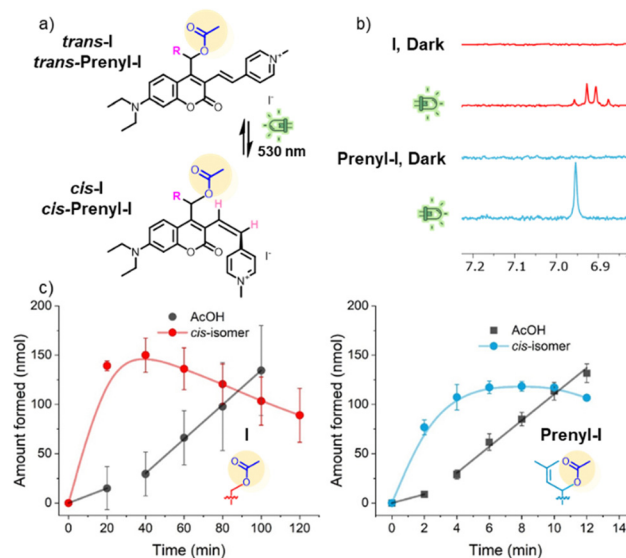 a)
trans-I
trans-Prenyl-I
O
O
R
N⁺
N
O
O
I⁻
530 nm
cis-I
cis-Prenyl-I
O
O
R
H
H
N
O
O
N⁺
I⁻
b)
I, Dark
Prenyl-I, Dark
7.2 7.1 7.0 6.9
c)
Amount formed (nmol)
200
150
100
50
0
AcOH
cis-isomer
I
O
O
0 20 40 60 80 100 120
Time (min)
Amount formed (nmol)
200
150
100
50
0
AcOH
cis-isomer
Prenyl-I
O
O
0 2 4 6 8 10 12 14
Time (min)